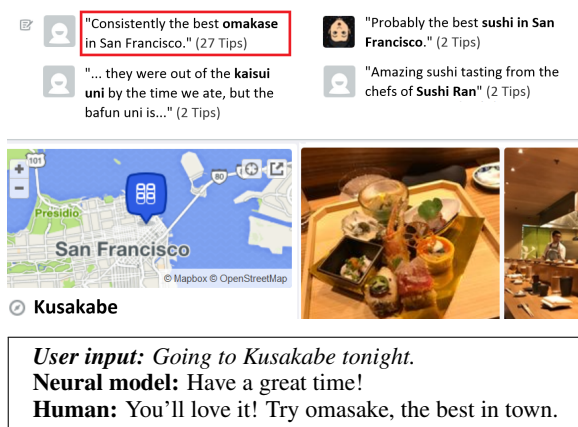 "Consistently the best omakase
in San Francisco." (27 Tips)
"... they were out of the kaisui
uni by the time we ate, but the
bafun uni is..." (2 Tips)
"Probably the best sushi in San
Francisco." (2 Tips)
"Amazing sushi tasting from the
chefs of Sushi Ran" (2 Tips)
+
−
101
80
Presidio
San Francisco
© Mapbox © OpenStreetMap
Kusakabe
User input: Going to Kusakabe tonight.
Neural model: Have a great time!
Human: You'll love it! Try omasake, the best in town.